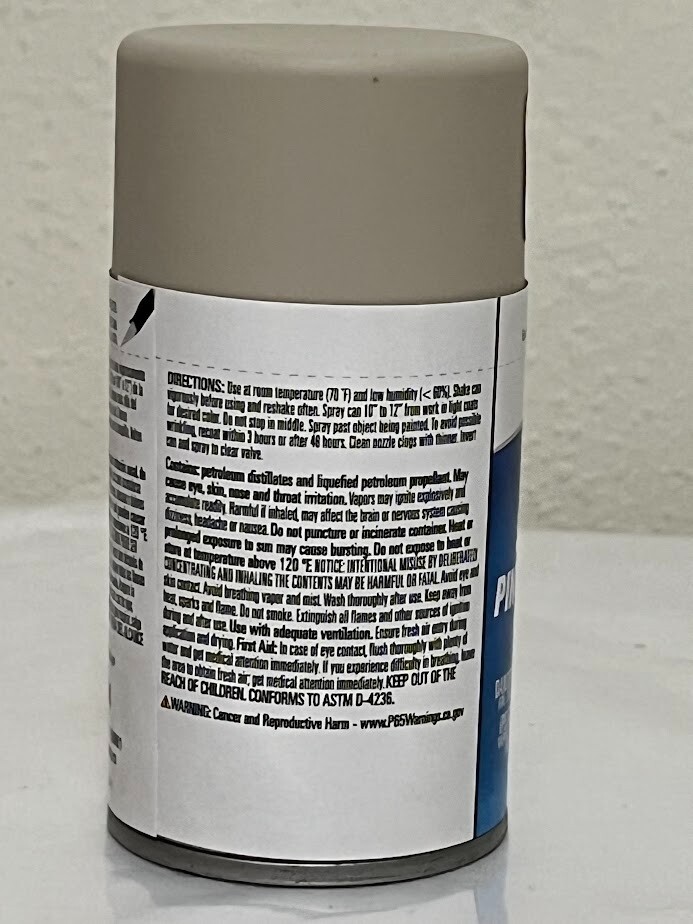 DIRECTIONS: Use at room temperature (70 °F) and low humidity (< 60%). Shake can
vigorously before using and reshake often. Spray can 10" to 12" from work in light coats
for desired color. Do not stop in middle. Spray past object being painted. To avoid possible
wrinkling, recoat within 3 hours or after 48 hours. Clean nozzle clogs with thinner. Invert
can and spray to clear valve.
Contains: petroleum distillates and liquefied petroleum propellant. May
cause eye, skin, nose and throat irritation. Vapors may ignite explosively and
accumulate readily. Harmful if inhaled, may affect the brain or nervous system causing
dizziness, headache or nausea. Do not puncture or incinerate container. Heat or
prolonged exposure to sun may cause bursting. Do not expose to heat or
store at temperature above 120 °F. NOTICE: INTENTIONAL MISUSE BY DELIBERATELY
CONCENTRATING AND INHALING THE CONTENTS MAY BE HARMFUL OR FATAL. Avoid eye and
skin contact. Avoid breathing vapor and mist. Wash thoroughly after use. Keep away from
heat, sparks and flame. Do not smoke. Extinguish all flames and other sources of ignition
during and after use. Use with adequate ventilation. Ensure fresh air entry during
application and drying. First Aid: In case of eye contact, flush thoroughly with plenty of
water and get medical attention immediately. If you experience difficulty in breathing, leave
the area to obtain fresh air; get medical attention immediately. KEEP OUT OF THE
REACH OF CHILDREN. CONFORMS TO ASTM D-4236.
⚠WARNING: Cancer and Reproductive Harm - www.P65Warnings.ca.gov